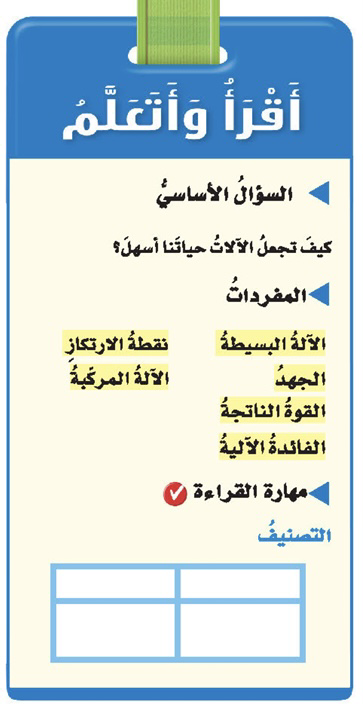 أَقْرَأُ وَأَتَعَلَّمُ
السؤالُ الأساسيُّ
كيفَ تجعلُ الآلاتُ حياتَنا أسهلَ؟
المفرداتُ
الآلةُ البسيطةُ نقطةُ الارتكازِ
الجهدُ الآلةُ المركّبةُ
القوةُ الناتجةُ
الفائدةُ الآليةُ
مهارة القراءة
التصنيفُ